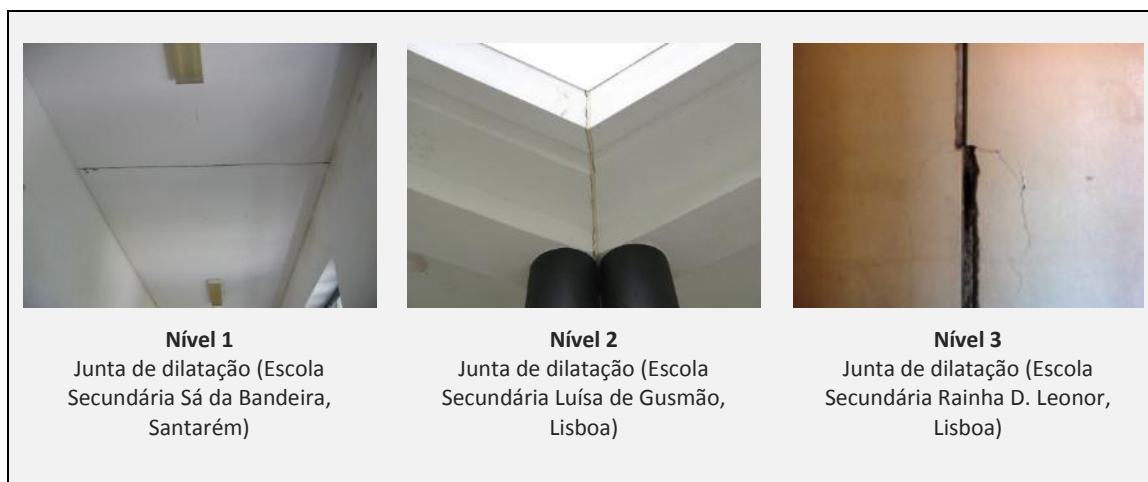 Nível 1
Junta de dilatação (Escola
Secundária Sá da Bandeira,
Santarém)
Nível 2
Junta de dilatação (Escola
Secundária Luísa de Gusmão,
Lisboa)
Nível 3
Junta de dilatação (Escola
Secundária Rainha D. Leonor,
Lisboa)